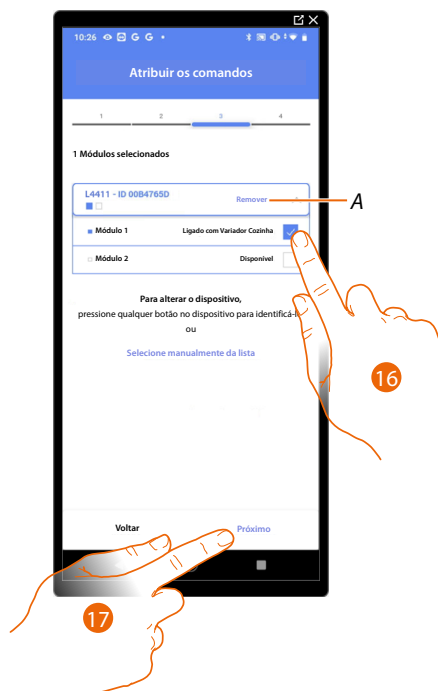 10:26 G G
Atribuir os comandos
1 2 3 4
1 Módulos selecionados
L4411 - ID 00B4765D
Remover
A
Módulo 1 Ligado com Variador Cozinha
Módulo 2 Disponível
Para alterar o dispositivo,
pressione qualquer botão no dispositivo para
ou
Selecione manualmente da lista
16
Voltar Próximo
17